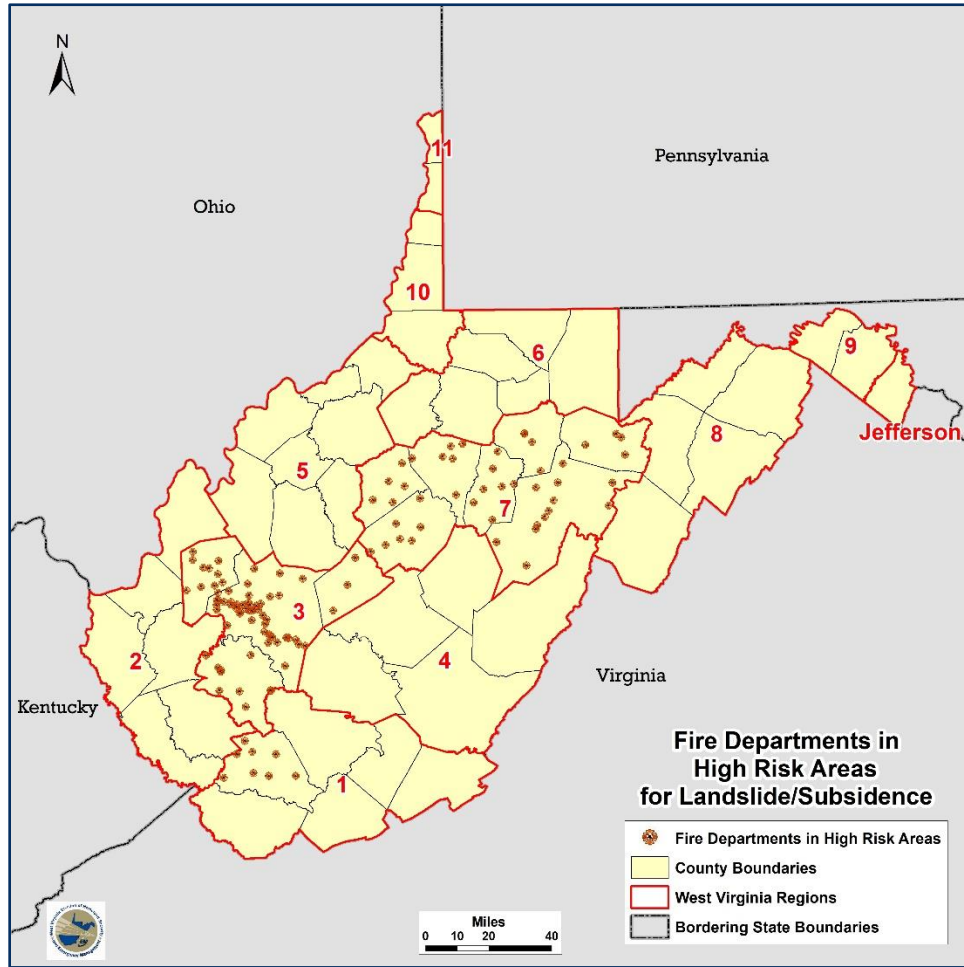 N
11
Pennsylvania
Ohio
10
6
9
8
Jefferson
5
7
3
2
4
Virginia
Kentucky
1
Fire Departments in
High Risk Areas
for Landslide/Subsidence
Fire Departments in High Risk Areas
County Boundaries
West Virginia Regions
Bordering State Boundaries
Miles
0 10 20 40